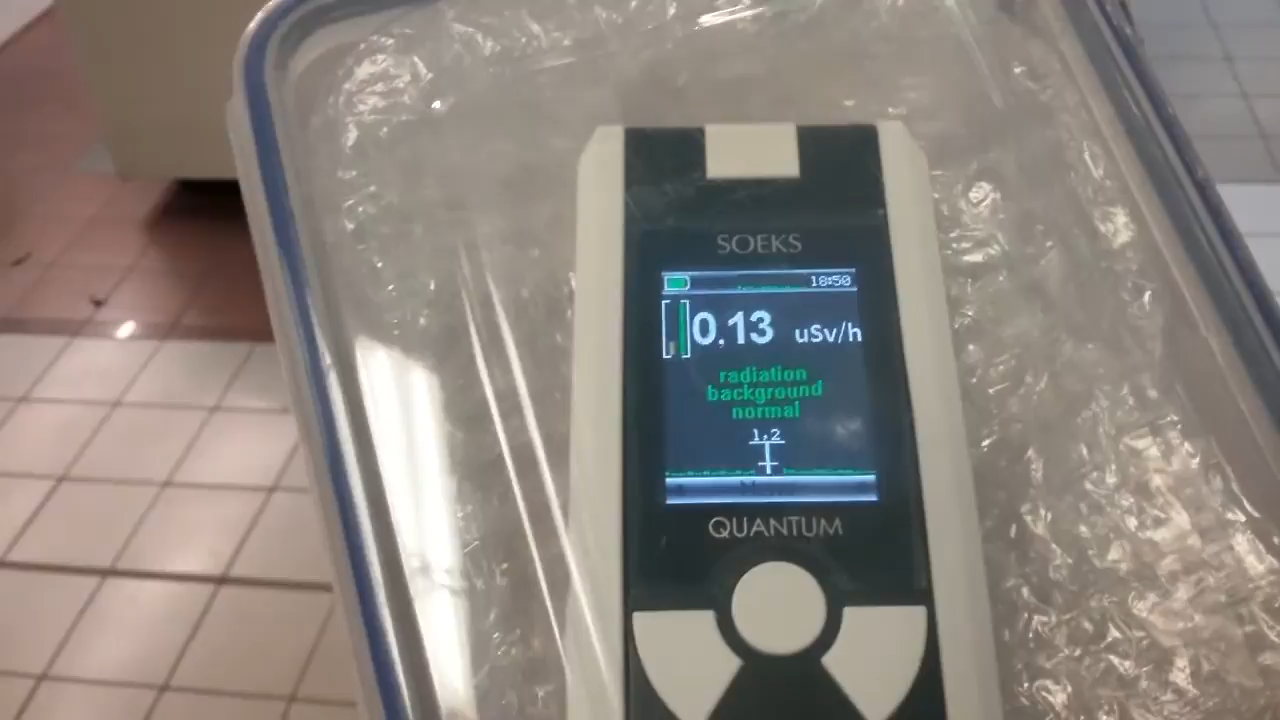 SOEKS
18:50
0.13 uSv/h
radiation
background
normal
1,2
QUANTUM